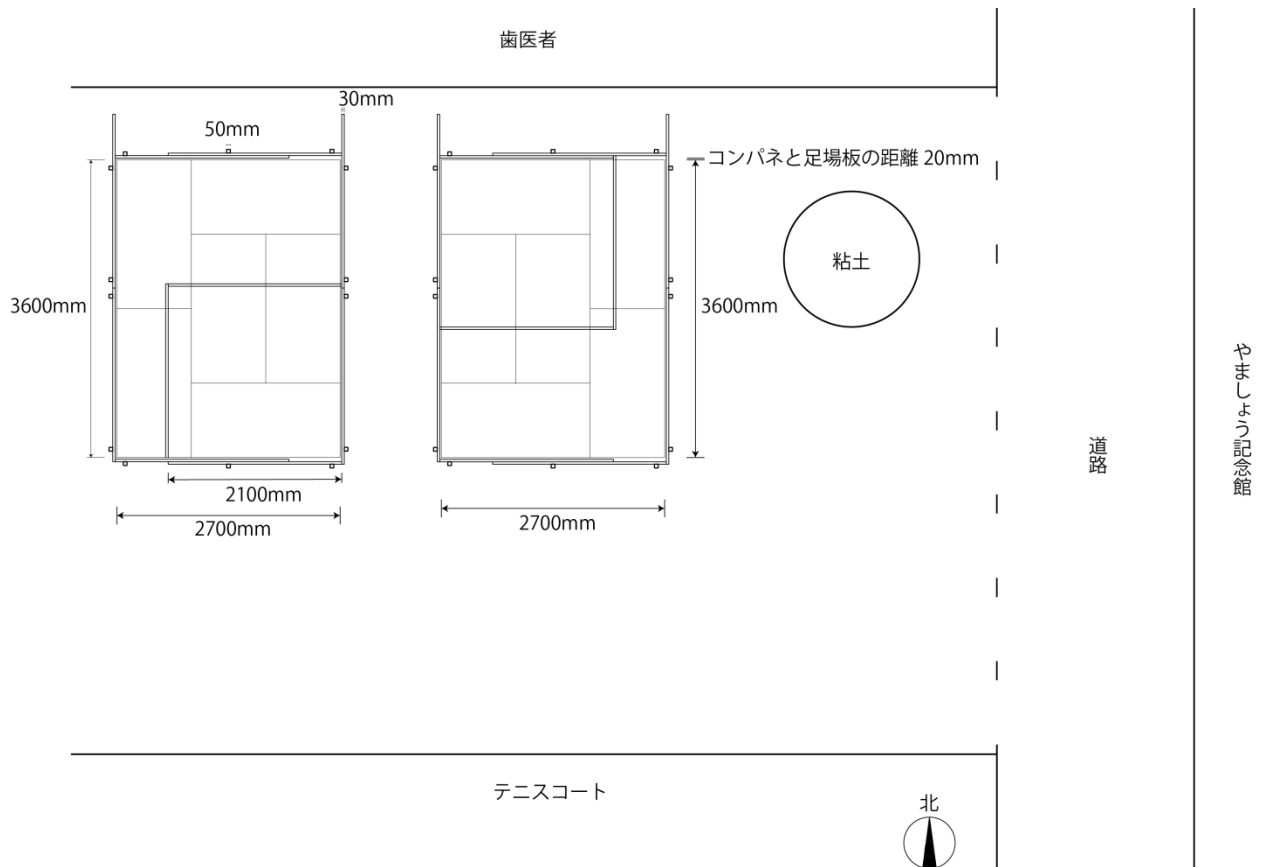 歯医者
30mm
50mm
コンパネと足場板の距離 20mm
粘土
3600mm
3600mm
やましょう記念館
道路
2100mm
2700mm
2700mm
テニスコート
北